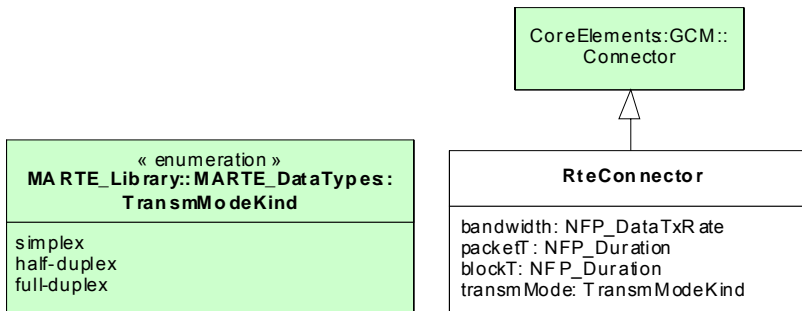 CoreElements::GCM::
Connector
« enumeration »
MARTE_Library::MARTE_DataTypes::
TransmModeKind
simplex
half-duplex
full-duplex
RteConnector
bandwidth: NFP_DataTxRate
packetT: NFP_Duration
blockT: NFP_Duration
transmMode: TransmModeKind